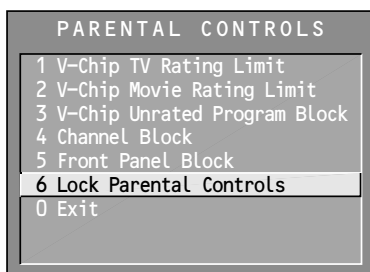 PARENTAL CONTROLS
1 V-Chip TV Rating Limit
2 V-Chip Movie Rating Limit
3 V-Chip Unrated Program Block
4 Channel Block
5 Front Panel Block
6 Lock Parental Controls
0 Exit